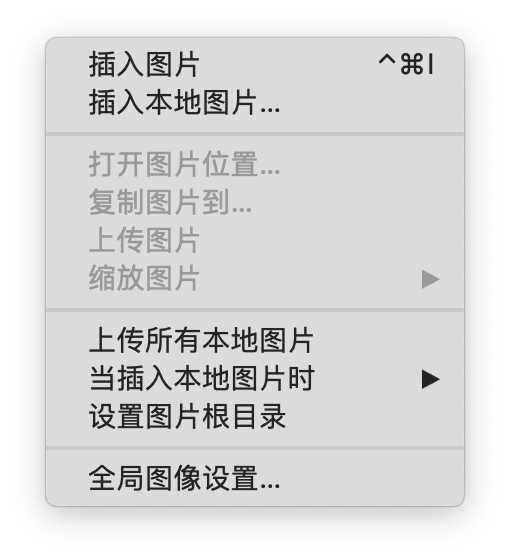 插入图片 ^⌘I
插入本地图片...
打开图片位置...
复制图片到...
上传图片
缩放图片
上传所有本地图片
当插入本地图片时
设置图片根目录
全局图像设置...